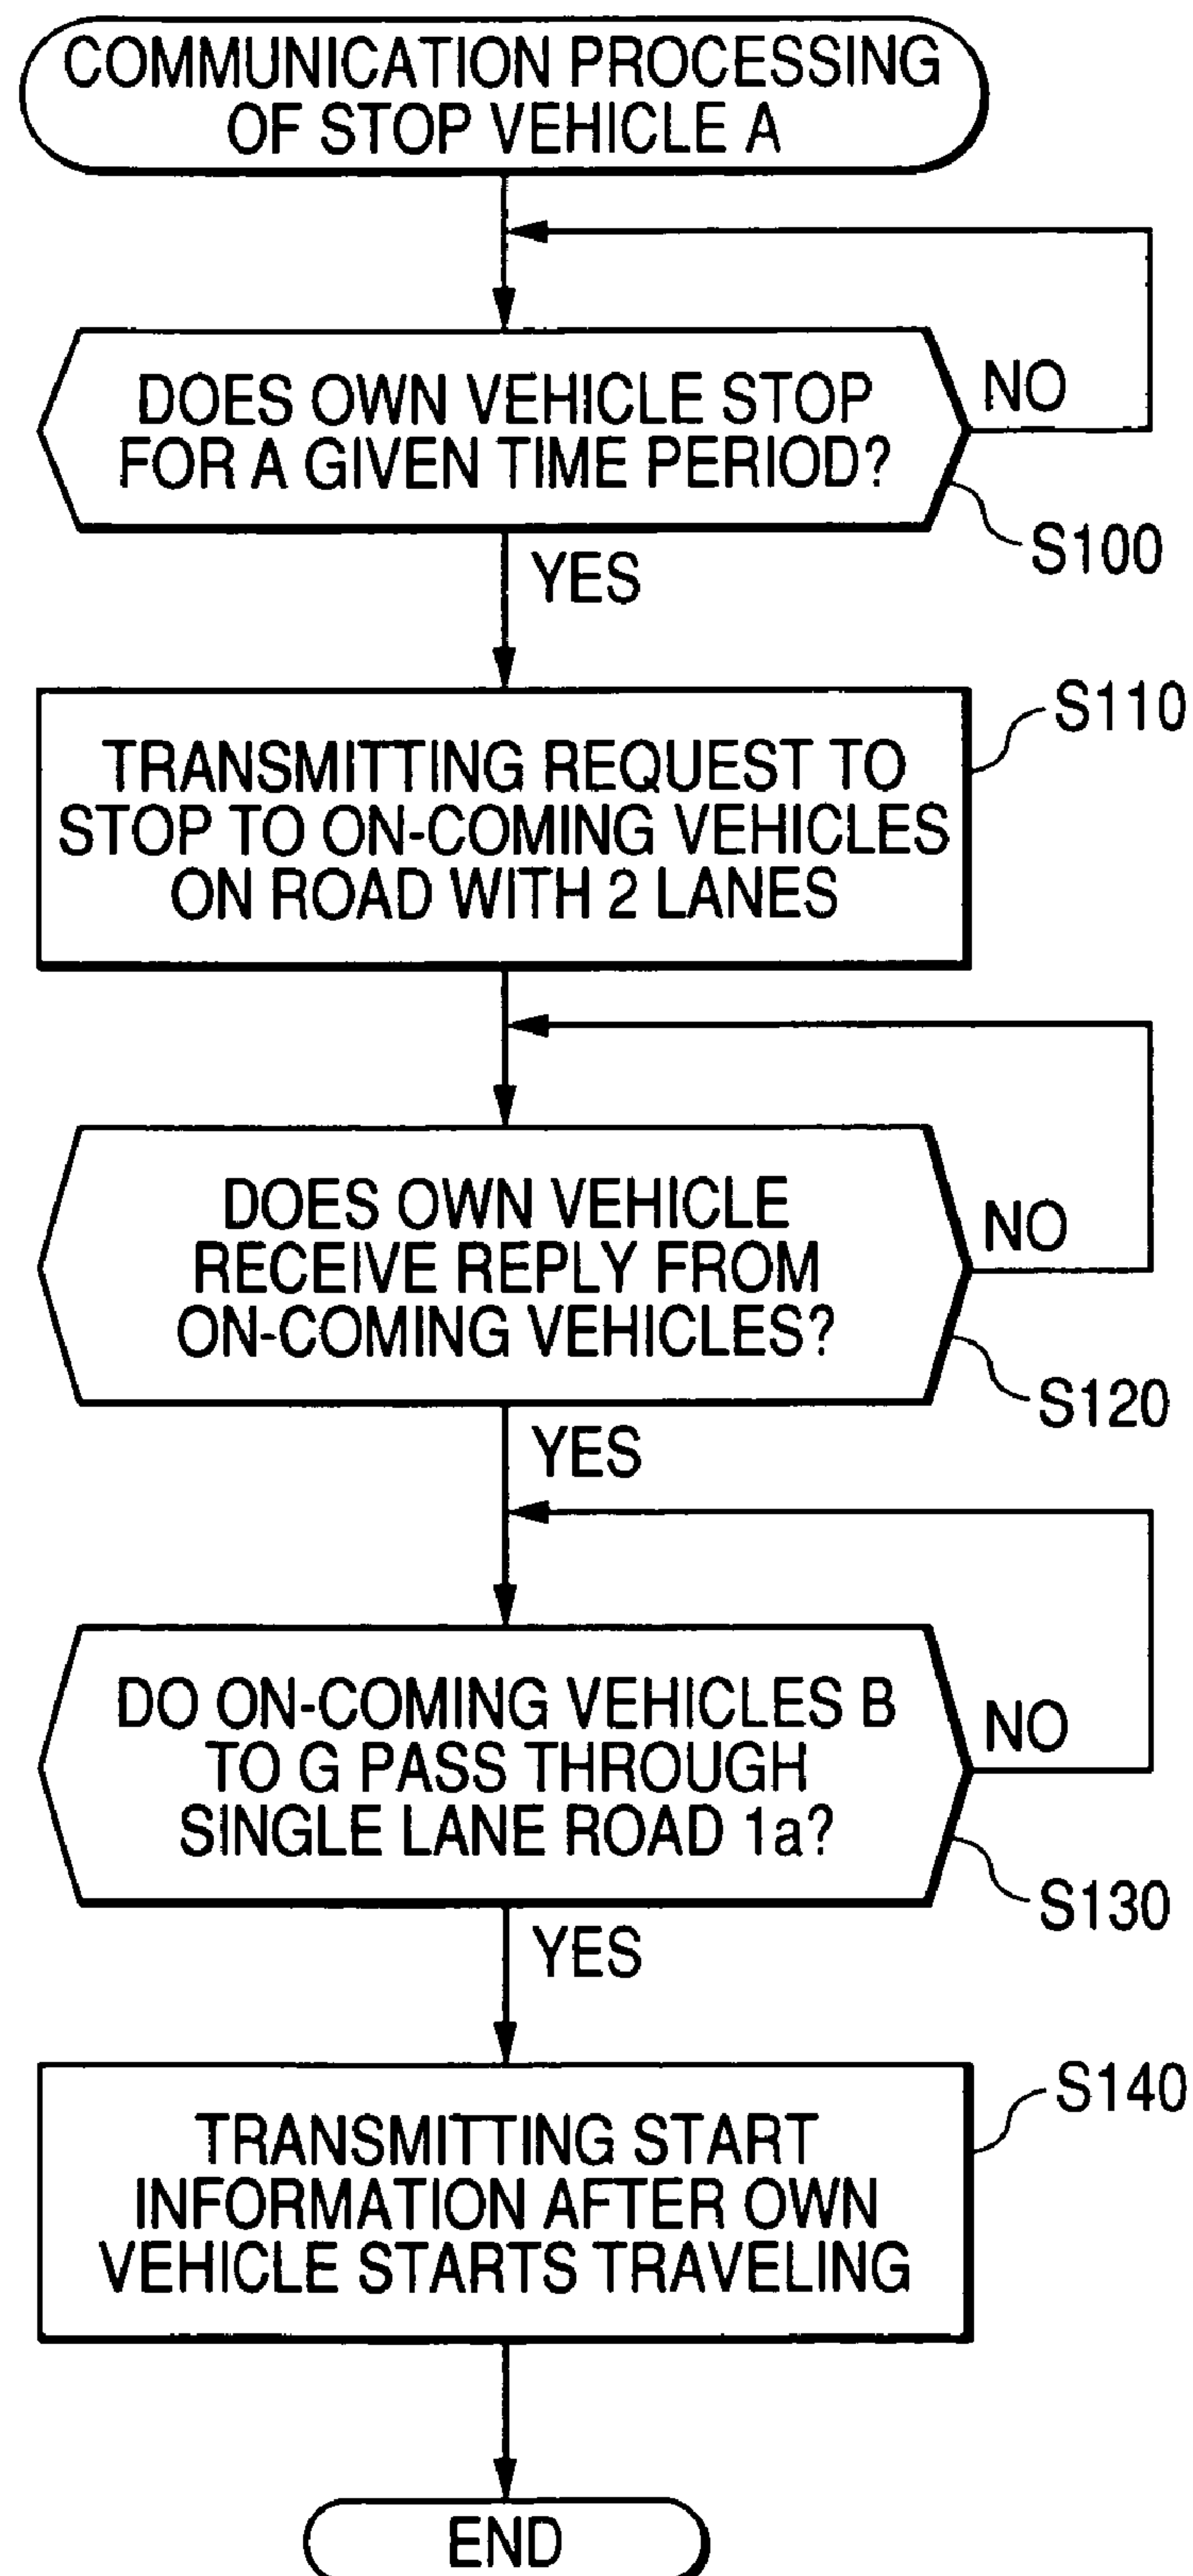 COMMUNICATION PROCESSING
OF STOP VEHICLE A
DOES OWN VEHICLE STOP
FOR A GIVEN TIME PERIOD?
NO
S100
YES
S110
TRANSMITTING REQUEST TO
STOP TO ON-COMING VEHICLES
ON ROAD WITH 2 LANES
DOES OWN VEHICLE
RECEIVE REPLY FROM
ON-COMING VEHICLES?
NO
S120
YES
DO ON-COMING VEHICLES B
TO G PASS THROUGH
SINGLE LANE ROAD 1a?
NO
S130
YES
S140
TRANSMITTING START
INFORMATION AFTER OWN
VEHICLE STARTS TRAVELING
END